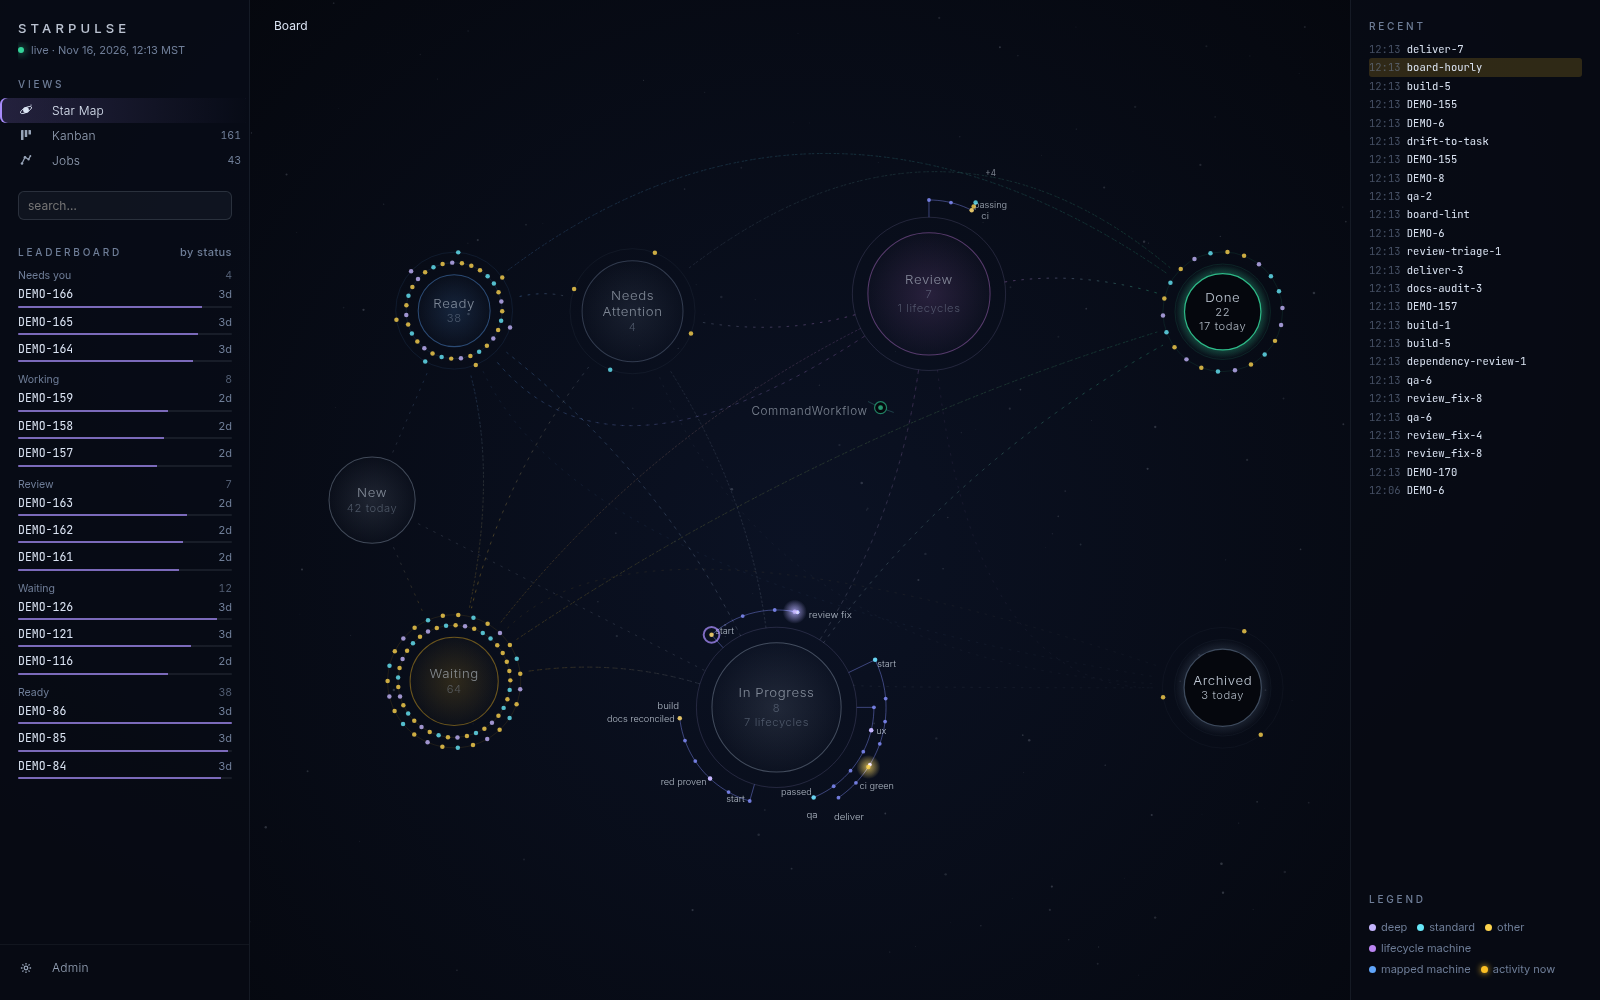 STARPULSE
live · Nov 16, 2026, 12:13 MST
VIEWS
Star Map
Kanban 161
Jobs 43
search...
LEADERBOARD by status
Needs you 4
DEMO-166 3d
DEMO-165 3d
DEMO-164 3d
Working 8
DEMO-159 2d
DEMO-158 2d
DEMO-157 2d
Review 7
DEMO-163 2d
DEMO-162 2d
DEMO-161 2d
Waiting 12
DEMO-126 3d
DEMO-121 3d
DEMO-116 2d
Ready 38
DEMO-86 3d
DEMO-85 3d
DEMO-84 3d
Admin
Board
+4
passing
ci
Ready
38
Needs
Attention
4
Review
7
1 lifecycles
Done
22
17 today
CommandWorkflow
New
42 today
review fix
start
start
Waiting
64
In Progress
8
7 lifecycles
Archived
3 today
build
docs reconciled
ux
red proven
start
passed
ci green
qa
deliver
RECENT
12:13 deliver-7
12:13 board-hourly
12:13 build-5
12:13 DEMO-155
12:13 DEMO-6
12:13 drift-to-task
12:13 DEMO-155
12:13 DEMO-8
12:13 qa-2
12:13 board-lint
12:13 DEMO-6
12:13 review-triage-1
12:13 deliver-3
12:13 docs-audit-3
12:13 DEMO-157
12:13 build-1
12:13 build-5
12:13 dependency-review-1
12:13 qa-6
12:13 review_fix-8
12:13 qa-6
12:13 review_fix-4
12:13 review_fix-8
12:13 DEMO-170
12:06 DEMO-6
LEGEND
deep standard other
lifecycle machine
mapped machine activity now